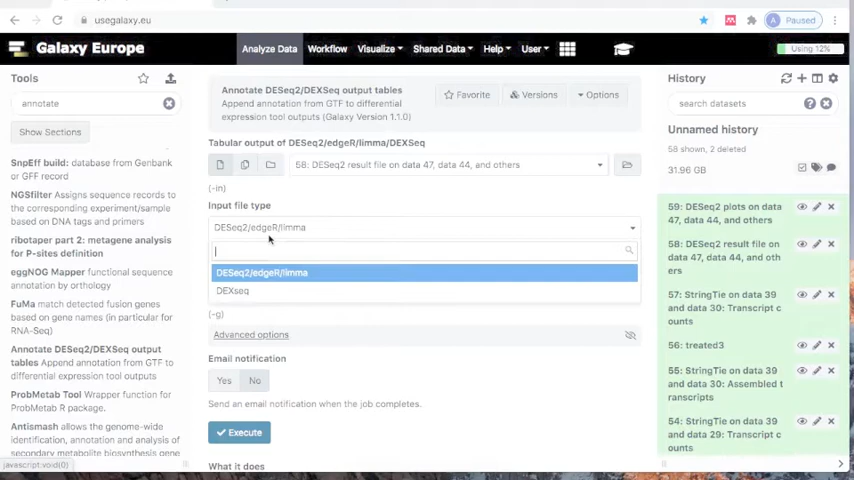 usegalaxy.eu
A Paused
Galaxy Europe
Analyze Data Workflow Visualize Shared Data Help User
Using 12%
Tools
annotate
Show Sections
SnpEff build: database from Genbank
or GFF record
NGSfilter Assigns sequence records to
the corresponding experiment/sample
based on DNA tags and primers
ribotaper part 2: metagene analysis
for P-sites definition
eggNOG Mapper functional sequence
annotation by orthology
FuMa match detected fusion genes
based on gene names (in particular for
RNA-Seq)
Annotate DESeq2/DEXSeq output
tables Append annotation from GTF to
differential expression tool outputs
ProbMetab Tool Wrapper function for
ProbMetab R package.
Antismash allows the genome-wide
identification, annotation and analysis of
secondary metabolite biosynthesis gene
javascript:void(0)
Annotate DESeq2/DEXSeq output tables
Append annotation from GTF to differential
expression tool outputs (Galaxy Version 1.1.0)
Favorite
Versions
Options
Tabular output of DESeq2/edgeR/limma/DEXSeq
58: DESeq2 result file on data 47, data 44, and others
(-in)
Input file type
DESeq2/edgeR/limma
DESeq2/edgeR/limma
DEXseq
(-g)
Advanced options
Email notification
Yes No
Send an email notification when the job completes.
Execute
What it does
History
search datasets
Unnamed history
58 shown, 2 deleted
31.96 GB
59: DESeq2 plots on data
47, data 44, and others
58: DESeq2 result file on
data 47, data 44, and oth
ers
57: StringTie on data 39
and data 30: Transcript c
ounts
56: treated3
55: StringTie on data 39
and data 30: Assembled t
ranscripts
54: StringTie on data 39
and data 29: Transcript c
ounts